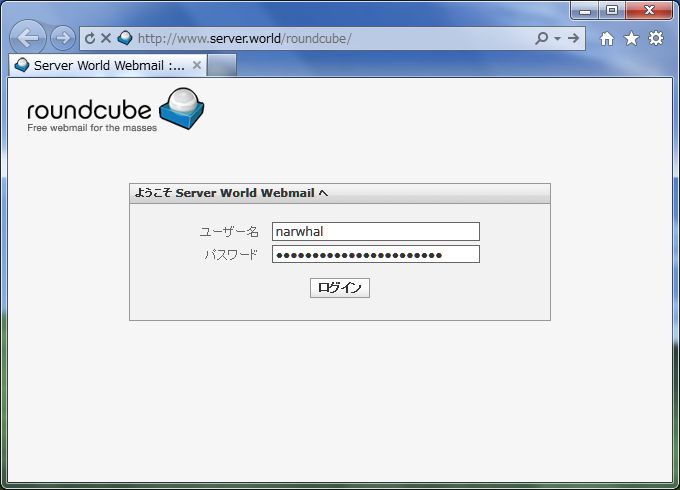 http://www.server.world/roundcube/
Server World Webmail :...
roundcube
Free webmail for the masses
ようこそ Server World Webmail へ
ユーザー名 narwhal
パスワード ●●●●●●●●●●●●●●●●●●●●●●●
ログイン